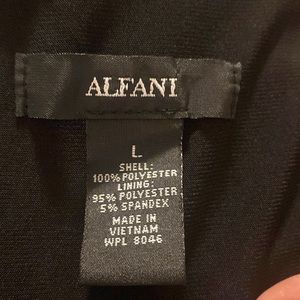 ALFANI
L
SHELL:
100% POLYESTER
LINING:
95% POLYESTER
5% SPANDEX
MADE IN
VIETNAM
WPL 8046